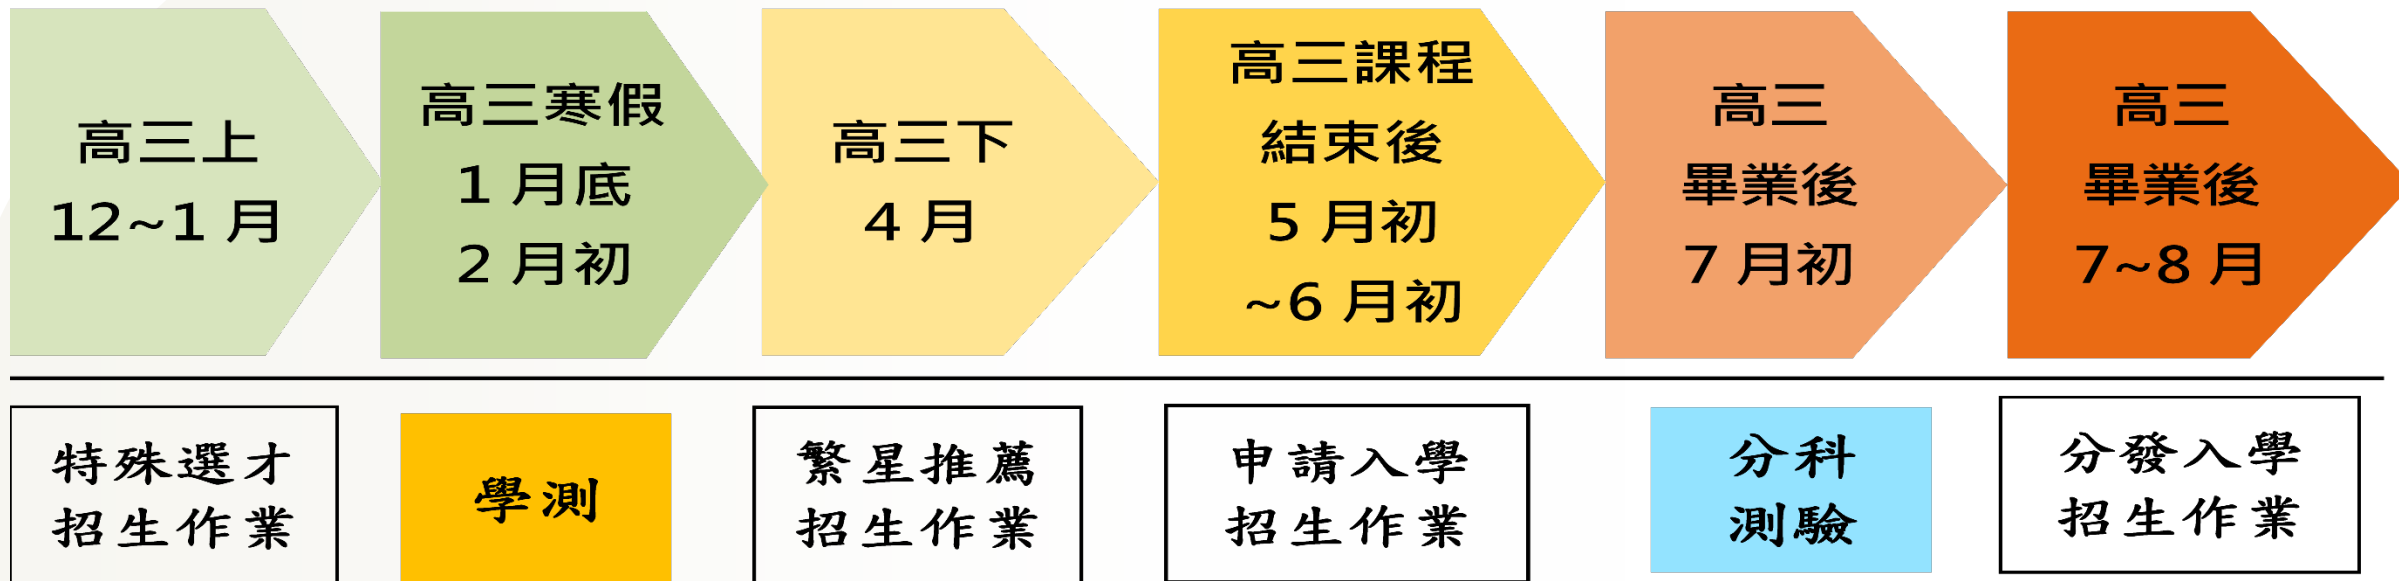 高三上
12~1 月
高三寒假
1 月底
2 月初
高三下
4 月
高三課程
結束後
5 月初
~6 月初
高三
畢業後
7 月初
高三
畢業後
7~8 月
特殊選才
招生作業
學測
繁星推薦
招生作業
申請入學
招生作業
分科
測驗
分發入學
招生作業